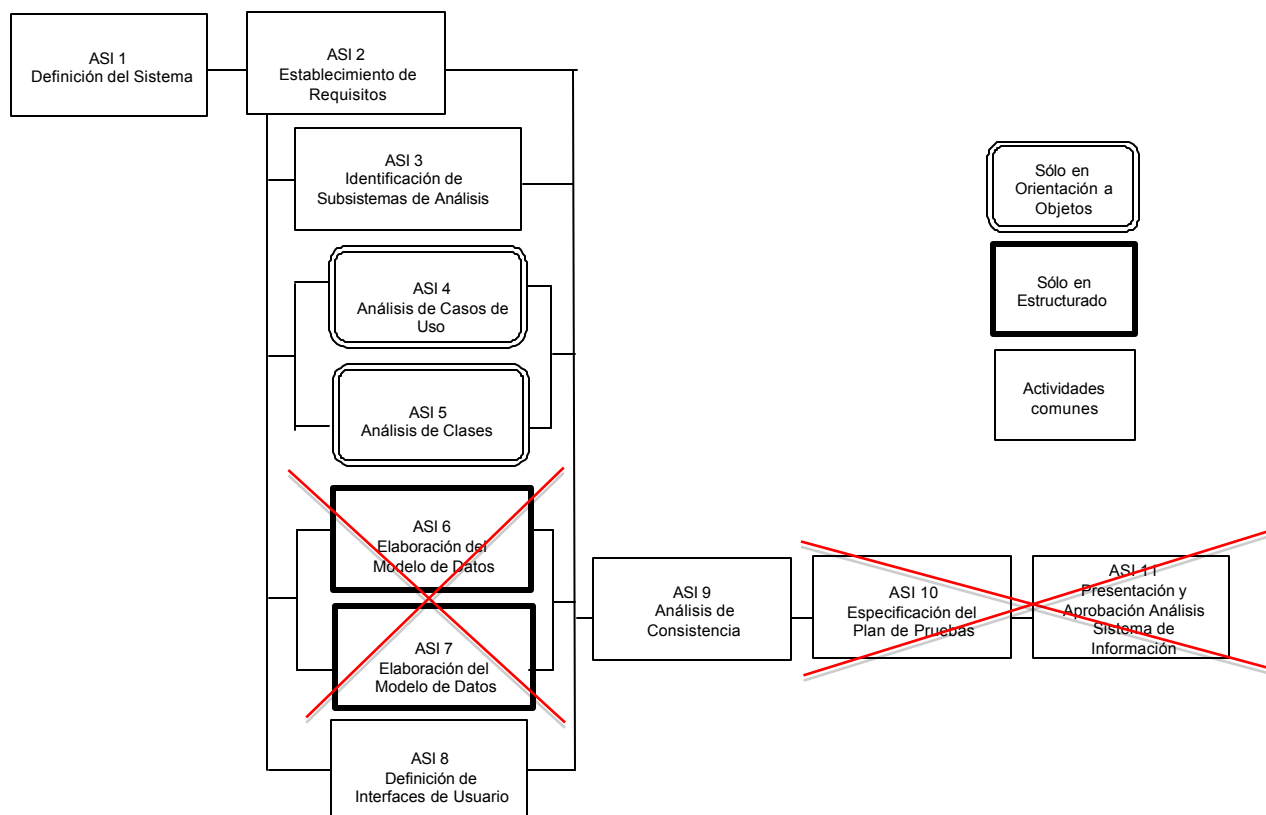 ASI 1
Definición del Sistema
ASI 2
Establecimiento de
Requisitos
ASI 3
Identificación de
Subsistemas de Análisis
ASI 4
Análisis de Casos de
Uso
ASI 5
Análisis de Clases
ASI 6
Elaboración del
Modelo de Datos
ASI 7
Elaboración del
Modelo de Datos
ASI 8
Definición de
Interfaces de Usuario
ASI 9
Análisis de
Consistencia
ASI 10
Especificación del
Plan de Pruebas
ASI 11
Presentación y
Aprobación Análisis
Sistema de
Información
Sólo en
Orientación a
Objetos
Sólo en
Estructurado
Actividades
comunes